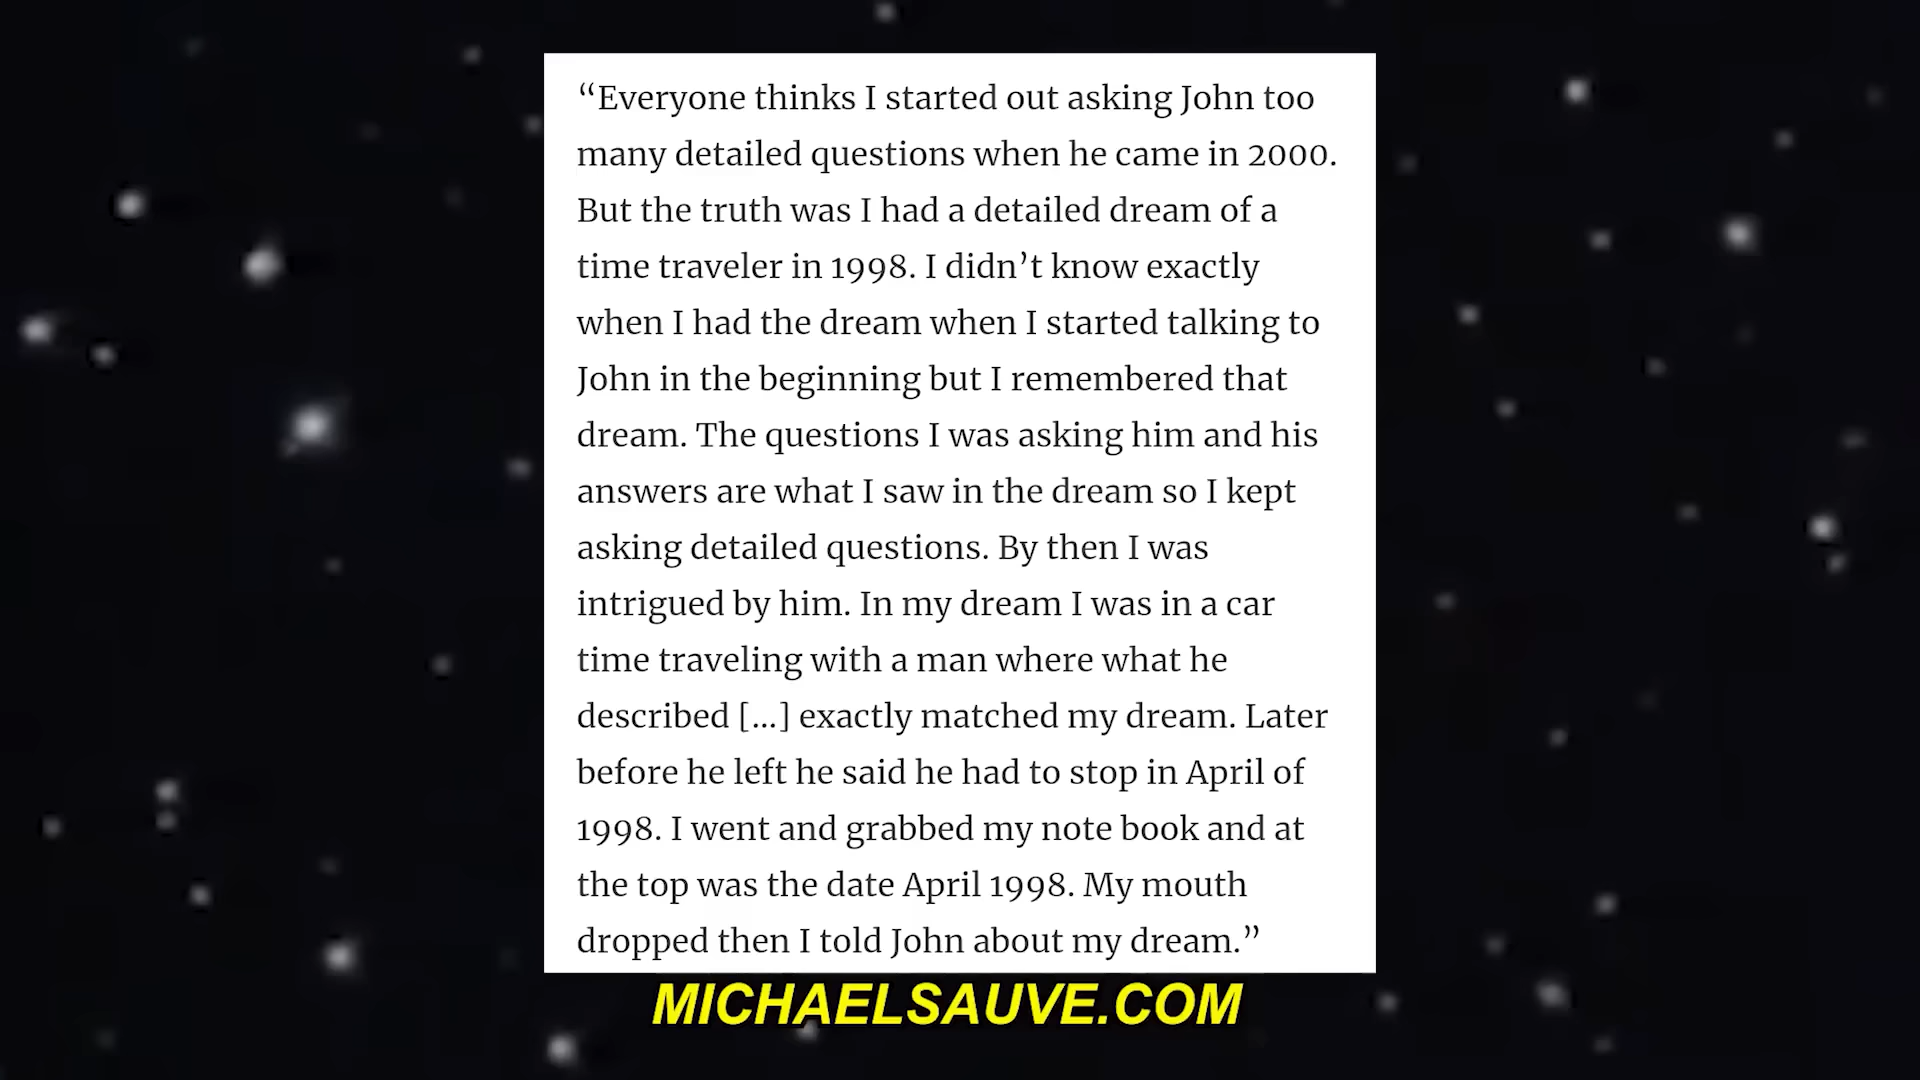 “Everyone thinks I started out asking John too
many detailed questions when he came in 2000.
But the truth was I had a detailed dream of a
time traveler in 1998. I didn’t know exactly
when I had the dream when I started talking to
John in the beginning but I remembered that
dream. The questions I was asking him and his
answers are what I saw in the dream so I kept
asking detailed questions. By then I was
intrigued by him. In my dream I was in a car
time traveling with a man where what he
described [...] exactly matched my dream. Later
before he left he said he had to stop in April of
1998. I went and grabbed my note book and at
the top was the date April 1998. My mouth
dropped then I told John about my dream.”
MICHAELSAUVE.COM